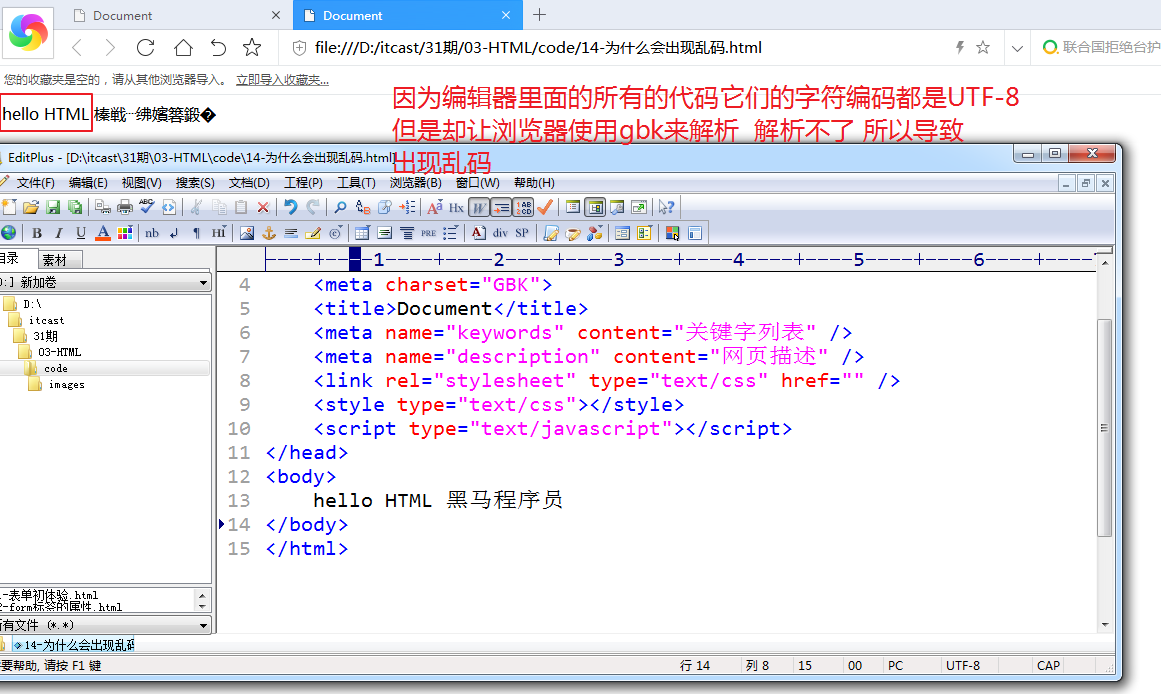 Document
Document
file:///D:/itcast/31期/03-HTML/code/14-为什么会出现乱码.html
联合国拒绝台护
您的收藏夹是空的，请从其他浏览器导入。 立即导入收藏夹...
hello HTML
因为编辑器里面的所有的代码它们的字符编码都是UTF-8
但是却让浏览器使用gbk来解析 解析不了 所以导致
出现乱码
EditPlus - [D:\itcast\31期\03-HTML\code\14-为什么会出现乱码.html]
文件(F) 编辑(E) 视图(V) 搜索(S) 文档(D) 工程(P) 工具(T) 浏览器(B) 窗口(W) 帮助(H)
B I U A nb HI PRE A div SP
目录 素材
[D:] 新加卷
D:\
itcast
31期
03-HTML
code
images
-表单初体验.html
2-form标签的属性.html
所有文件 (*.*)
----+----1----+----2----+----3----+----4----+----5----+----6----+----
4 <meta charset="GBK">
5 <title>Document</title>
6 <meta name="keywords" content="关键字列表" />
7 <meta name="description" content="网页描述" />
8 <link rel="stylesheet" type="text/css" href="" />
9 <style type="text/css"></style>
10 <script type="text/javascript"></script>
11 </head>
12 <body>
13 hello HTML 黑马程序员
14 </body>
15 </html>
14-为什么会出现乱码
需要帮助, 请按 F1 键 行 14 列 8 15 00 PC UTF-8 CAP